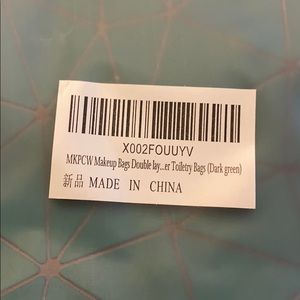 X002FOUUYV
MKPCW Makeup Bags Double lay...er Toiletry Bags (Dark green)
新品 MADE IN CHINA